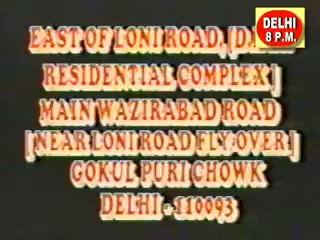 DELHI
8 P.M.
EAST OF LONI ROAD, [
RESIDENTIAL COMPLEX ]
MAIN WAZIRABAD ROAD
[NEAR LONI ROAD FLY/OVER]
GOKUL PURI CHOWK
DELHI - 110093